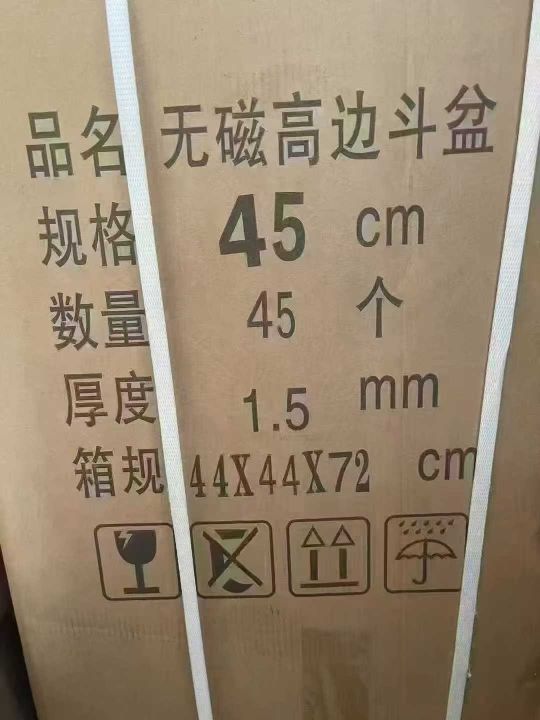 品名 无磁高边斗盆
规格 45 cm
数量 45 个
厚度 1.5 mm
箱规 44X44X72 cm